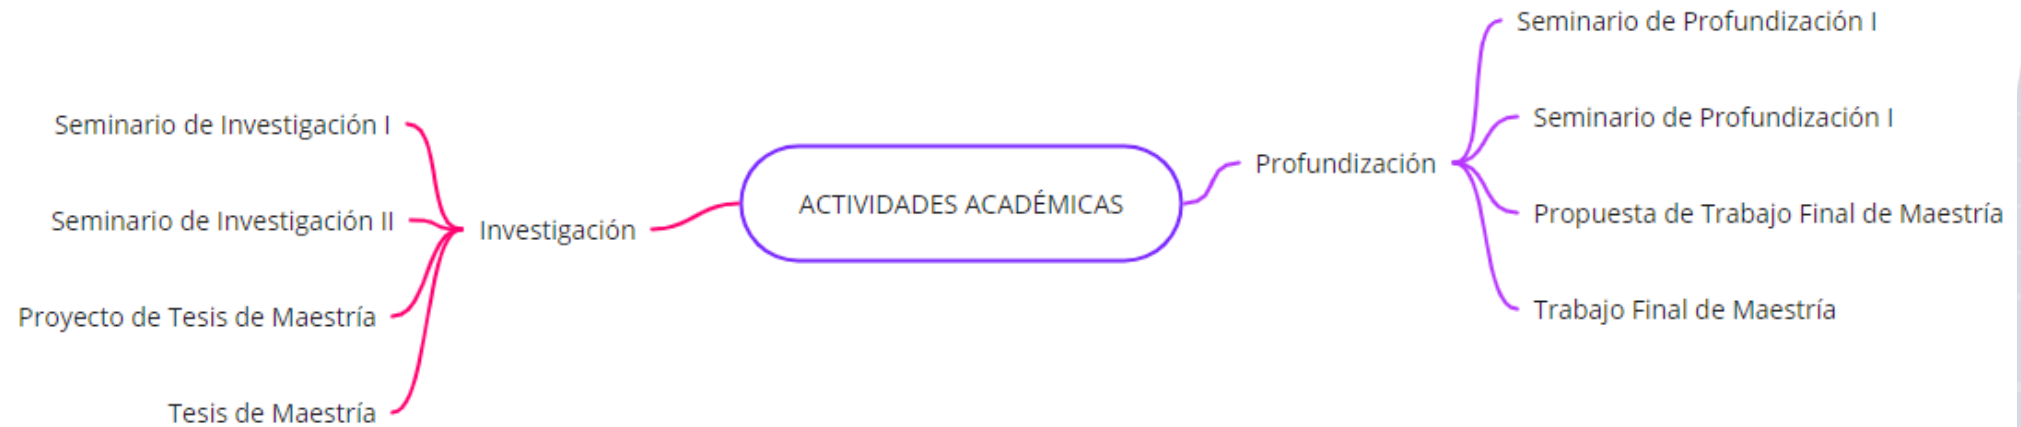 Seminario de Investigación I
Seminario de Investigación II
Proyecto de Tesis de Maestría
Tesis de Maestría
Investigación
ACTIVIDADES ACADÉMICAS
Profundización
Seminario de Profundización I
Seminario de Profundización I
Propuesta de Trabajo Final de Maestría
Trabajo Final de Maestría